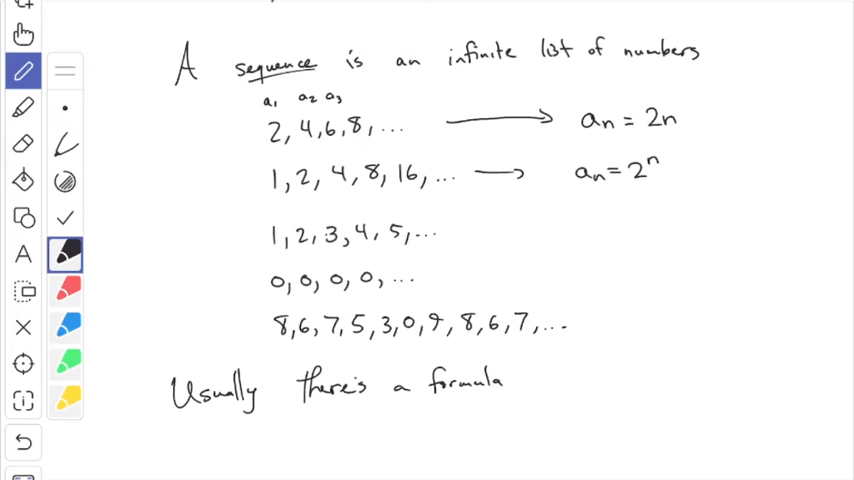 A sequence is an infinite list of numbers
a₁ a₂ a₃
2, 4, 6, 8, ... → aₙ = 2n
1, 2, 4, 8, 16, ... → aₙ = 2ⁿ
1, 2, 3, 4, 5, ...
0, 0, 0, 0, ...
8, 6, 7, 5, 3, 0, 9, 8, 6, 7, ...
Usually there's a formula